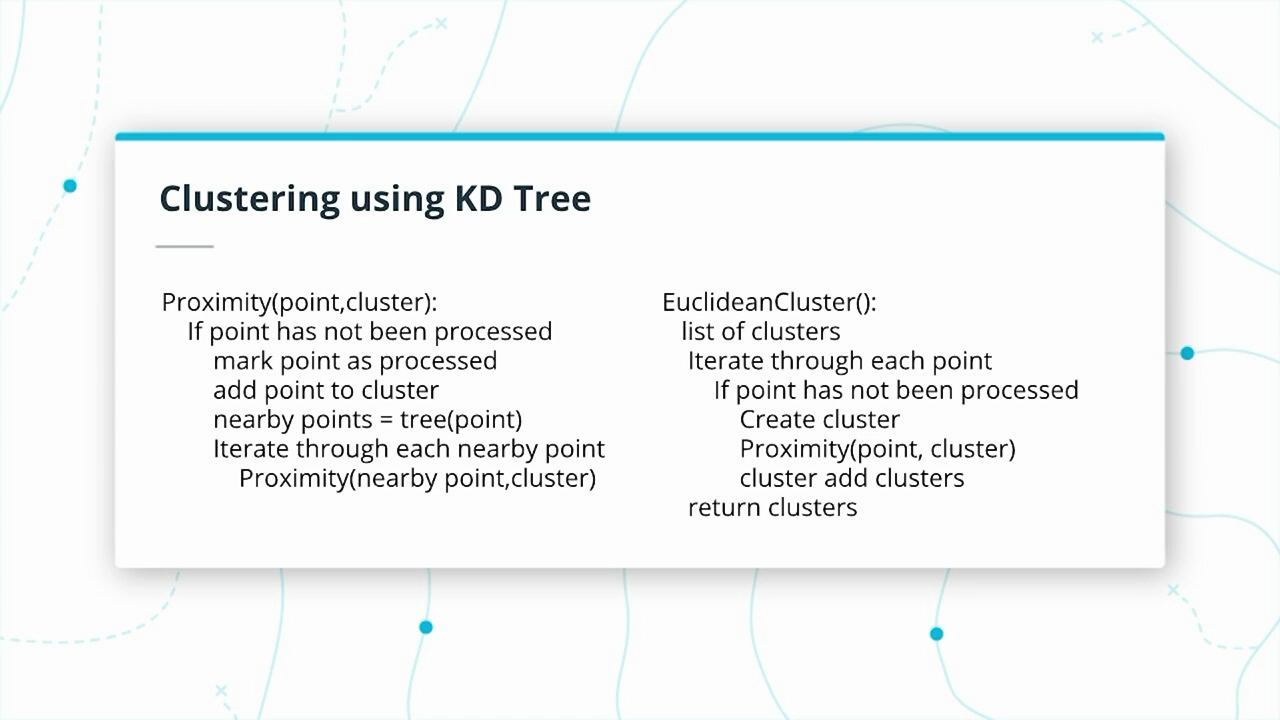 Clustering using KD Tree
Proximity(point,cluster):
If point has not been processed
mark point as processed
add point to cluster
nearby points = tree(point)
Iterate through each nearby point
Proximity(nearby point,cluster)
EuclideanCluster():
list of clusters
Iterate through each point
If point has not been processed
Create cluster
Proximity(point, cluster)
cluster add clusters
return clusters